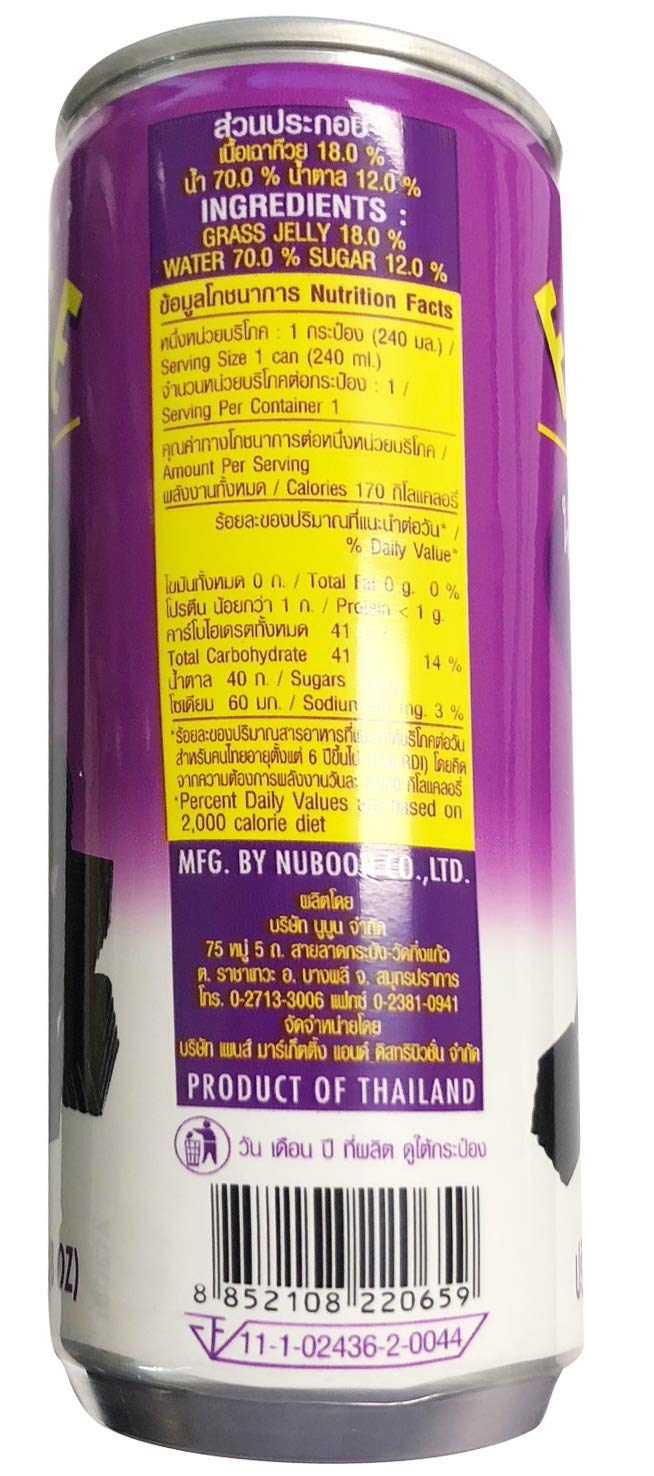 ส่วนประกอบ
เนื้อเฉาก๊วย 18.0 %
น้ำ 70.0 % น้ำตาล 12.0 %
INGREDIENTS :
GRASS JELLY 18.0 %
WATER 70.0 % SUGAR 12.0 %
ข้อมูลโภชนาการ Nutrition Facts
หนึ่งหน่วยบริโภค : 1 กระป๋อง (240 มล.) /
Serving Size 1 can (240 ml.)
จำนวนหน่วยบริโภคต่อกระป๋อง : 1 /
Serving Per Container 1
คุณค่าทางโภชนาการต่อหนึ่งหน่วยบริโภค /
Amount Per Serving
พลังงานทั้งหมด / Calories 170 กิโลแคลอรี่
ร้อยละของปริมาณที่แนะนำต่อวัน* /
% Daily Value*
ไขมันทั้งหมด 0 ก. / Total Fat 0 g. 0 %
โปรตีน น้อยกว่า 1 ก. / Protein < 1 g.
คาร์โบไฮเดรตทั้งหมด 41
Total Carbohydrate 41 14 %
น้ำตาล 40 ก. / Sugars
โซเดียม 60 มก. / Sodium mg. 3 %
*ร้อยละของปริมาณสารอาหารที่ บริโภคต่อวัน
สำหรับคนไทยอายุตั้งแต่ 6 ปีขึ้นไป RDI) โดยคิด
จากความต้องการพลังงานวันละ กิโลแคลอรี่
*Percent Daily Values are based on
2,000 calorie diet
MFG. BY NUBOON CO.,LTD.
ผลิตโดย
บริษัท นูบูน จำกัด
75 หมู่ 5 ถ. สายลาดกระบัง-วัดกิ่งแก้ว
ต. ราชาเทวะ อ. บางพลี จ. สมุทรปราการ
โทร. 0-2713-3006 แฟกซ์ 0-2381-0941
จัดจำหน่ายโดย
บริษัท แพนส์ มาร์เก็ตติ้ง แอนด์ ดิสทริบิวชั่น จำกัด
PRODUCT OF THAILAND
วัน เดือน ปี ที่ผลิต ดูใต้กระป๋อง
8 852108 220659
11-1-02436-2-0044
OZ)